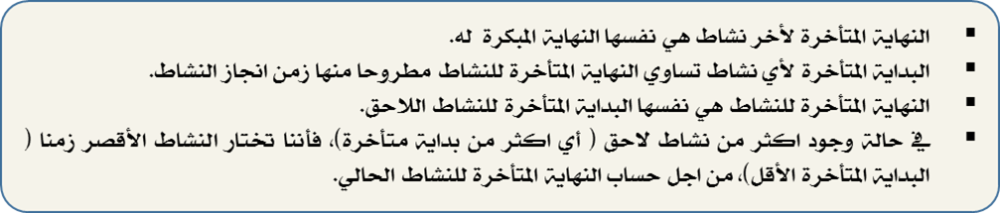 ▪ النهاية المتأخرة لأخر نشاط هي نفسها النهاية المبكرة له.
▪ البداية المتأخرة لأي نشاط تساوي النهاية المتأخرة للنشاط مطروحا منها زمن انجاز النشاط.
▪ النهاية المتأخرة للنشاط هي نفسها البداية المتأخرة للنشاط اللاحق.
▪ في حالة وجود اكثر من نشاط لاحق ( أي اكثر من بداية متأخرة)، فأننا تختار النشاط الأقصر زمنا (
البداية المتأخرة الأقل)، من اجل حساب النهاية المتأخرة للنشاط الحالي.